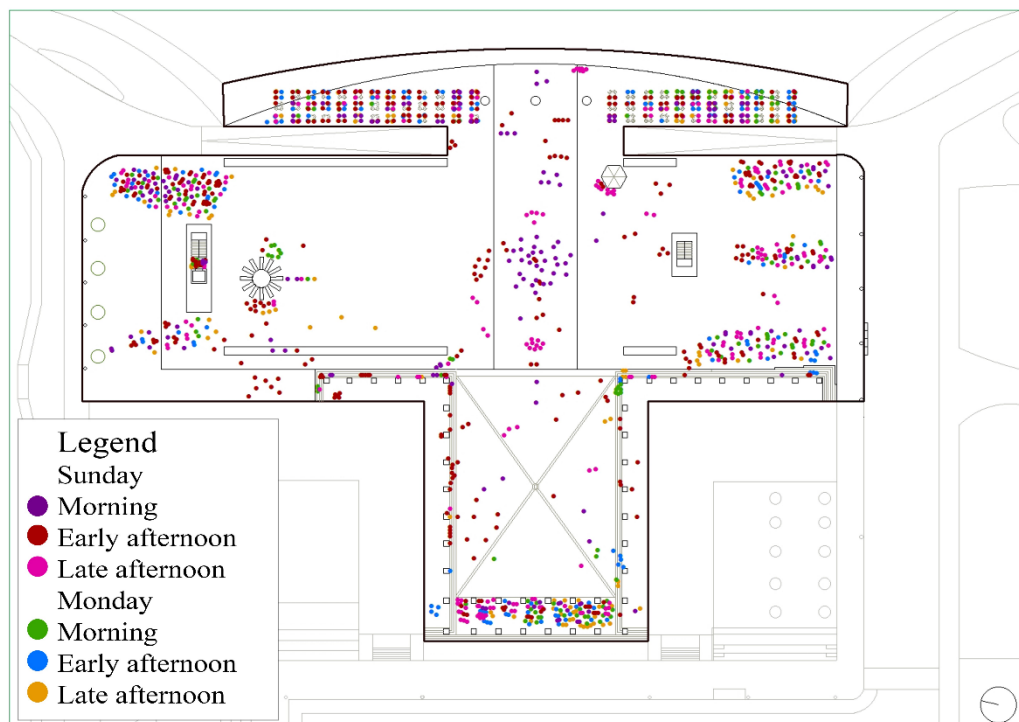 Legend
Sunday
Morning
Early afternoon
Late afternoon
Monday
Morning
Early afternoon
Late afternoon